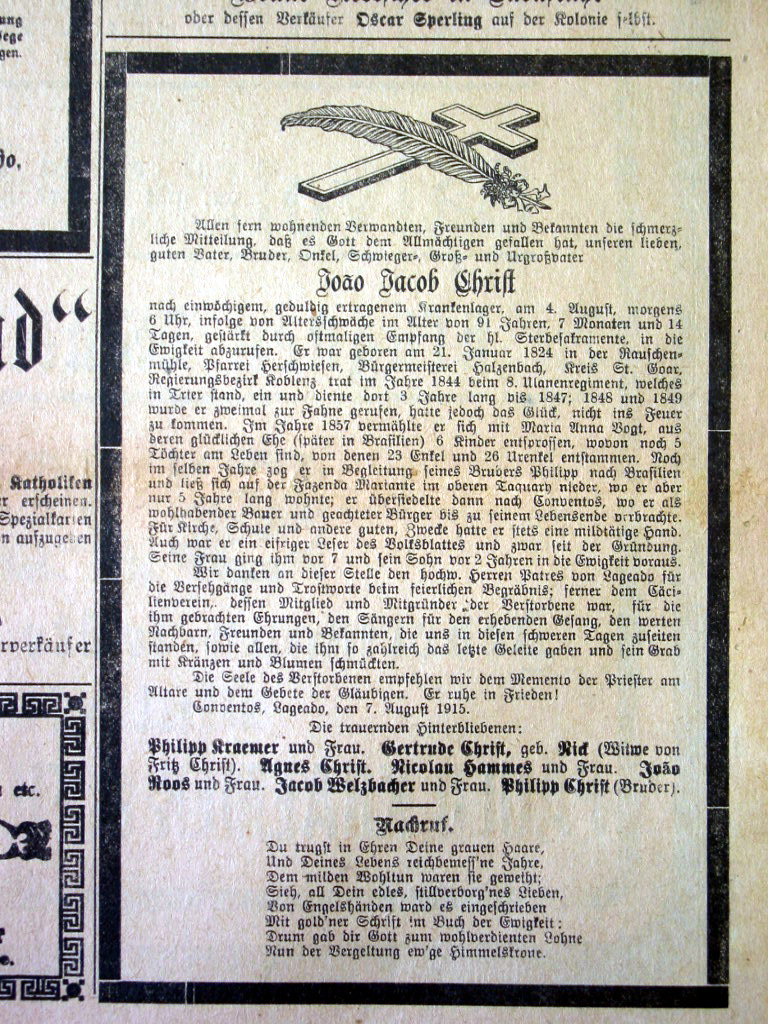 oder dessen Verkäufer Oscar Sperling auf der Kolonie selbst.
Allen fern wohnenden Verwandten, Freunden und Bekannten die schmerz-
liche Mitteilung, daß es Gott dem Allmächtigen gefallen hat, unseren lieben,
guten Vater, Bruder, Onkel, Schwieger-, Groß- und Urgroßvater
João Jacob Christ
nach einwöchigem, geduldig ertragenem Krankenlager, am 4. August, morgens
6 Uhr, infolge von Altersschwäche im Alter von 91 Jahren, 7 Monaten und 14
Tagen, gestärkt durch oftmaligen Empfang der hl. Sterbesakramente, in die
Ewigkeit abzurufen. Er war geboren am 21. Januar 1824 in der Rauschen-
mühle, Pfarrei Herschwiesen, Bürgermeisterei Halzenbach, Kreis St. Goar,
Regierungsbezirk Koblenz, trat im Jahre 1844 beim 8. Ulanenregiment, welches
in Trier stand, ein und diente dort 3 Jahre lang bis 1847; 1848 und 1849
wurde er zweimal zur Fahne gerufen, hatte jedoch das Glück, nicht ins Feuer
zu kommen. Im Jahre 1857 vermählte er sich mit Maria Anna Vogt, aus
deren glücklichen Ehe (später in Brasilien) 6 Kinder entsprossen, wovon noch 5
Töchter am Leben sind, von denen 23 Enkel und 26 Urenkel entstammen. Noch
im selben Jahre zog er in Begleitung seines Bruders Philipp nach Brasilien
und ließ sich auf der Fazenda Mariante im oberen Taquary nieder, wo er aber
nur 5 Jahre lang wohnte; er übersiedelte dann nach Conventos, wo er als
wohlhabender Bauer und geachteter Bürger bis zu seinem Lebensende verbrachte.
Für Kirche, Schule und andere guten, Zwecke hatte er stets eine mildtätige Hand.
Auch war er ein eifriger Leser des Volksblattes und zwar seit der Gründung.
Seine Frau ging ihm vor 7 und sein Sohn vor 2 Jahren in die Ewigkeit voraus.
Wir danken an dieser Stelle den hochw. Herren Patres von Lageado für
die Versehgänge und Trostworte beim feierlichen Begräbnis; ferner dem Cäci-
lienverein, dessen Mitglied und Mitgründer der Verstorbene war, für die
ihm gebrachten Ehrungen, den Sängern für den erhebenden Gesang, den werten
Nachbarn, Freunden und Bekannten, die uns in diesen schweren Tagen zuseiten
standen, sowie allen, die ihm so zahlreich das letzte Geleite gaben und sein Grab
mit Kränzen und Blumen schmückten.
Die Seele des Verstorbenen empfehlen wir dem Memento der Priester am
Altare und dem Gebete der Gläubigen. Er ruhe in Frieden!
Conventos, Lageado, den 7. August 1915.
Die trauernden Hinterbliebenen:
Philipp Kraemer und Frau. Gertrude Christ, geb. Rick (Witwe von
Fritz Christ). Agnes Christ. Nicolau Hammes und Frau. João
Roos und Frau. Jacob Welzbacher und Frau. Philipp Christ (Bruder).
Nachruf.
Du trugst in Ehren Deine grauen Haare,
Und Deines Lebens reichbemess'ne Jahre,
Dem milden Wohltun waren sie geweiht;
Sieh, all Dein edles, stillverborg'nes Lieben,
Von Engelshänden ward es eingeschrieben
Mit gold'ner Schrift im Buch der Ewigkeit;
Drum gab dir Gott zum wohlverdienten Lohne
Nun der Vergeltung ew'ge Himmelskrone.
Katholiken
erscheinen.
Spezialkarten
aufzugeben
etc.